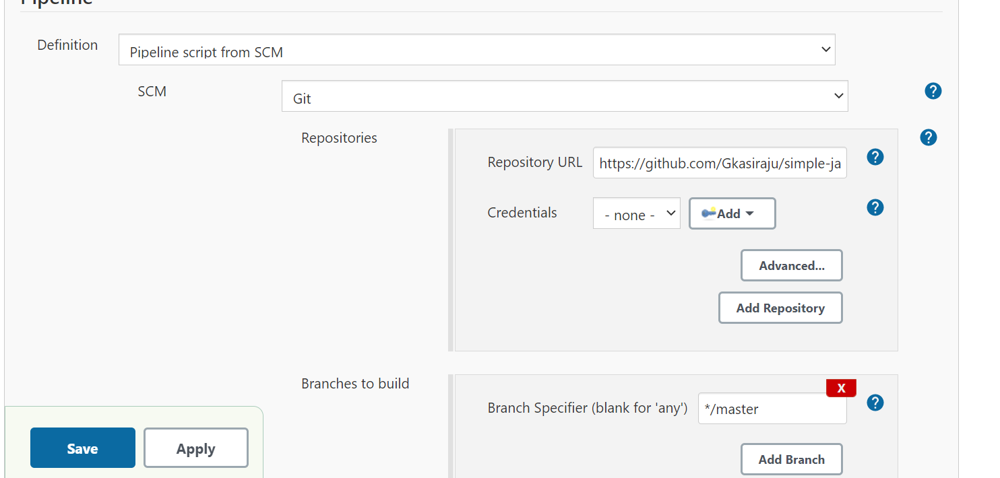 Pipeline
Definition
Pipeline script from SCM
SCM
Git
?
Repositories
?
Repository URL
https://github.com/Gkasiraju/simple-ja
?
Credentials
- none -
Add
?
Advanced...
Add Repository
Branches to build
X
Branch Specifier (blank for 'any')
*/master
?
Save
Apply
Add Branch